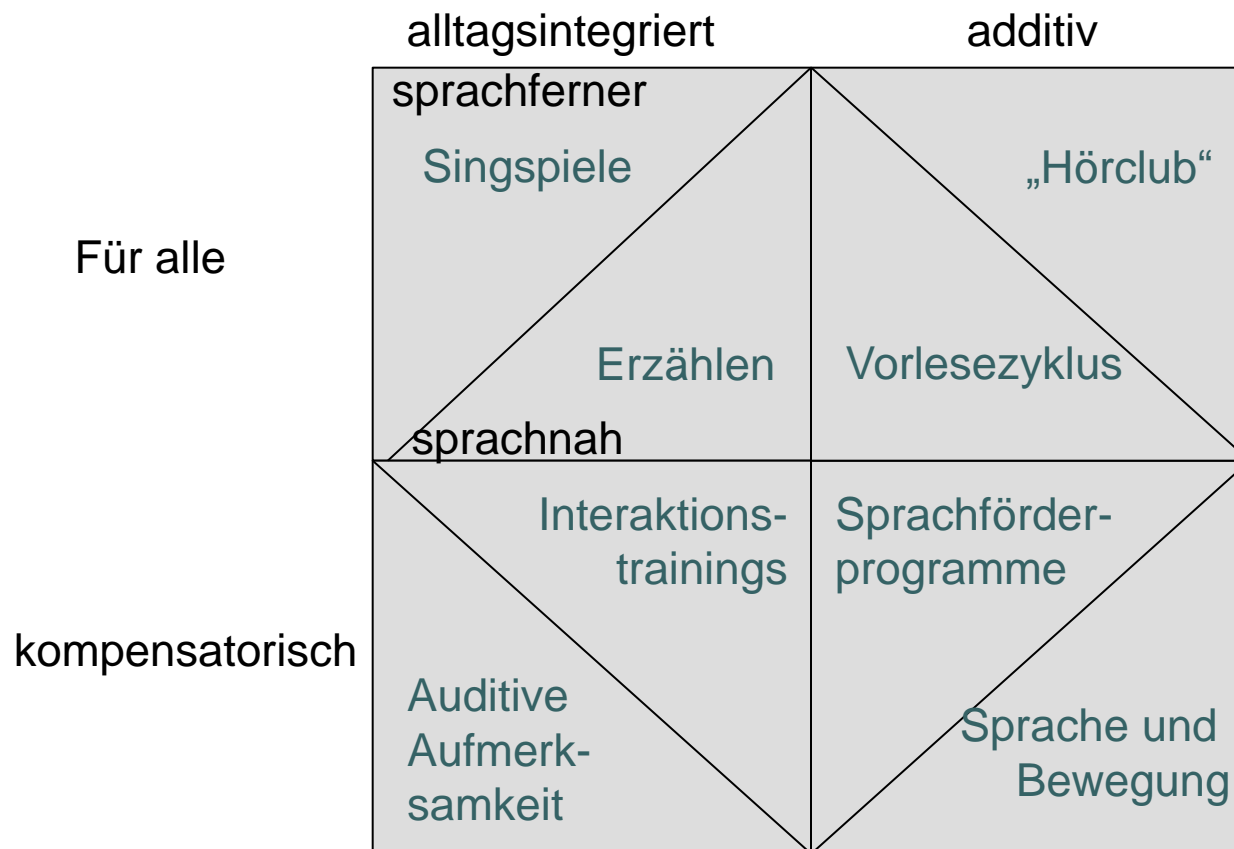 alltagsintegriert additiv
sprachferner
Singspiele „Hörclub“
Für alle
Erzählen Vorlesezyklus
sprachnah
Interaktions- Sprachförder-
trainings programme
kompensatorisch
Auditive
Aufmerk- Sprache und
samkeit Bewegung